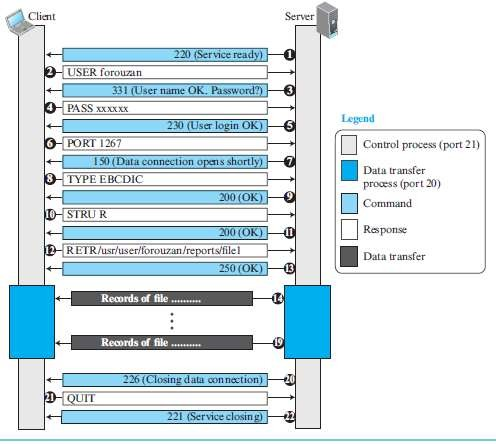 Client
Server
220 (Service ready) 1
2 USER forouzan
331 (User name OK. Password?) 3
4 PASS xxxxxx
230 (User login OK) 5
6 PORT 1267
150 (Data connection opens shortly) 7
8 TYPE EBCDIC
200 (OK) 9
10 STRU R
200 (OK) 11
12 RETR/usr/user/forouzan/reports/file1
250 (OK) 13
Records of file .......... 14
Records of file .......... 19
226 (Closing data connection) 20
21 QUIT
221 (Service closing) 22
Legend
Control process (port 21)
Data transfer
process (port 20)
Command
Response
Data transfer